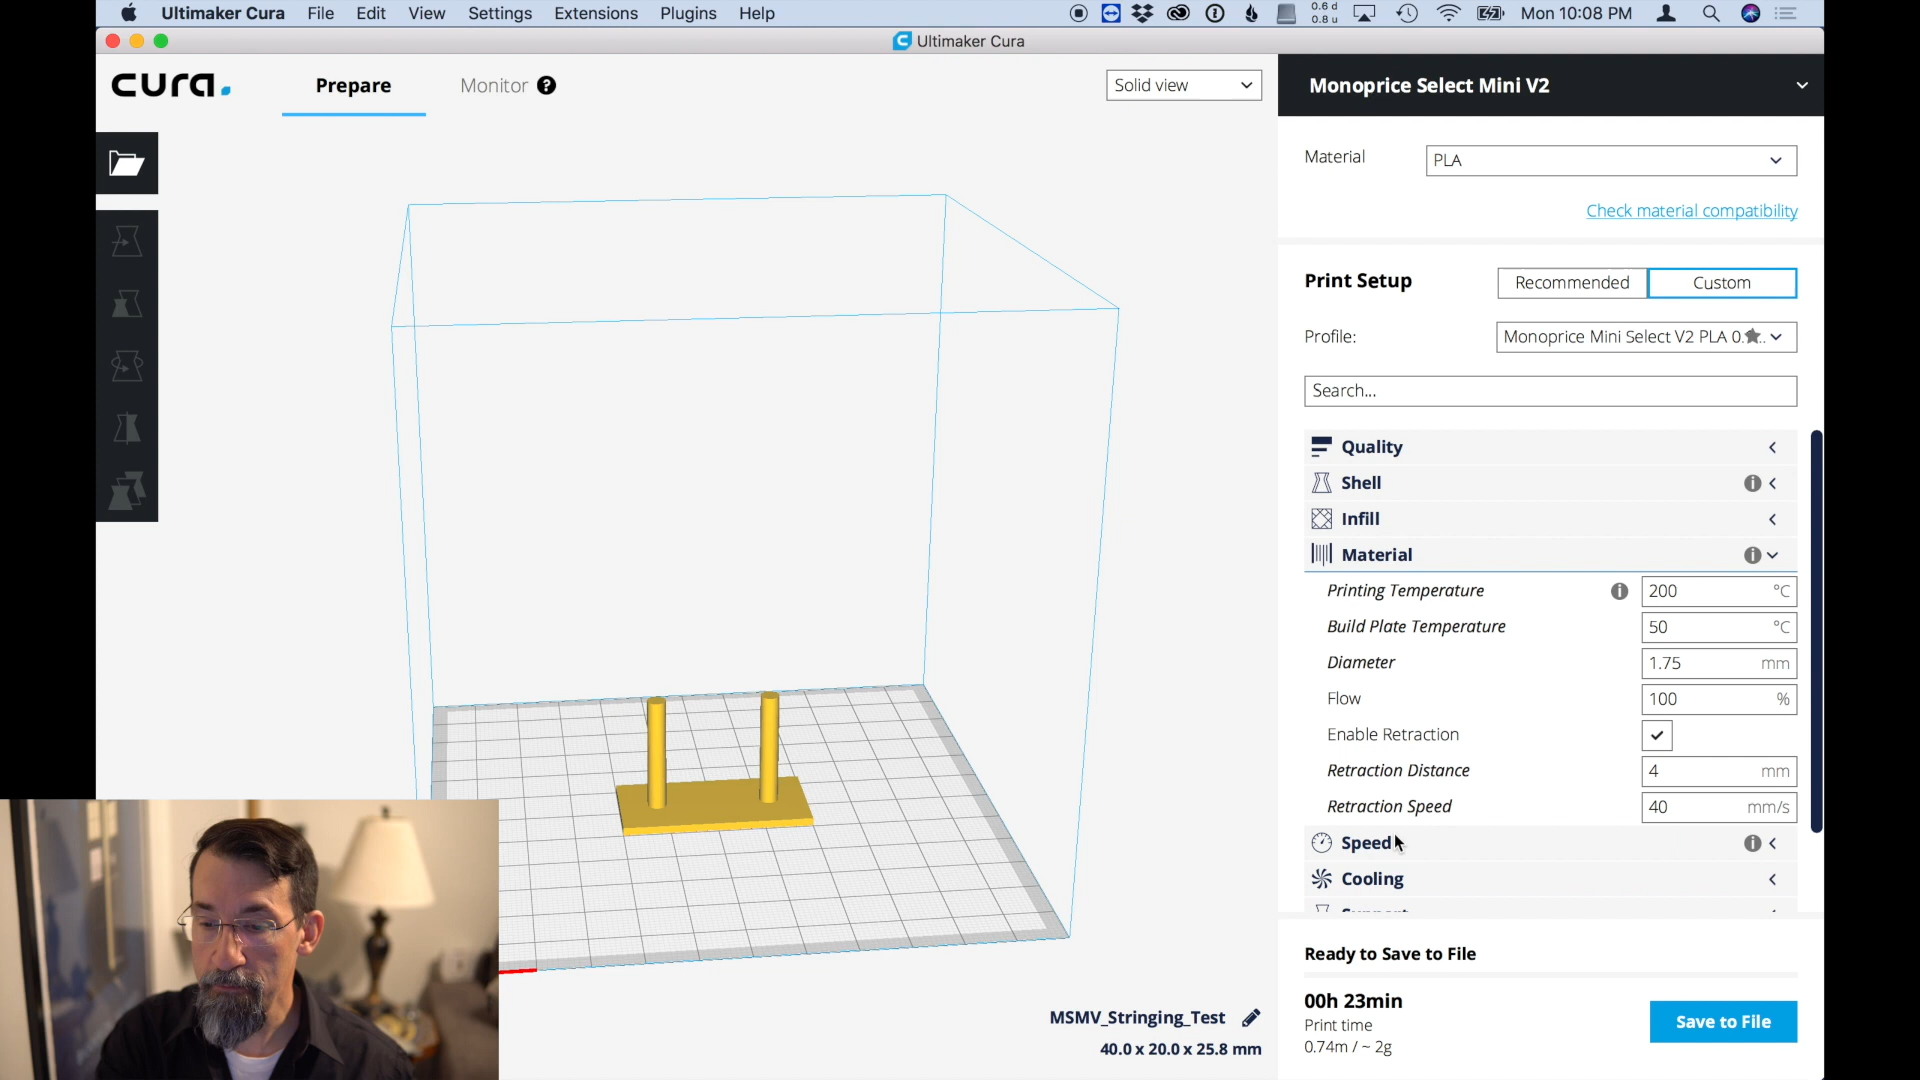 Ultimaker Cura File Edit View Settings Extensions Plugins Help 0.6 d 0.8 u Mon 10:08 PM
Ultimaker Cura
cura. Prepare Monitor ? Solid view Monoprice Select Mini V2
Material PLA
Check material compatibility
Print Setup Recommended Custom
Profile: Monoprice Mini Select V2 PLA 0.
Search...
Quality
Shell
Infill
Material
Printing Temperature 200 °C
Build Plate Temperature 50 °C
Diameter 1.75 mm
Flow 100 %
Enable Retraction
Retraction Distance 4 mm
Retraction Speed 40 mm/s
Speed
Cooling
Ready to Save to File
00h 23min
Print time
0.74m / ~ 2g
Save to File
MSMV_Stringing_Test
40.0 x 20.0 x 25.8 mm